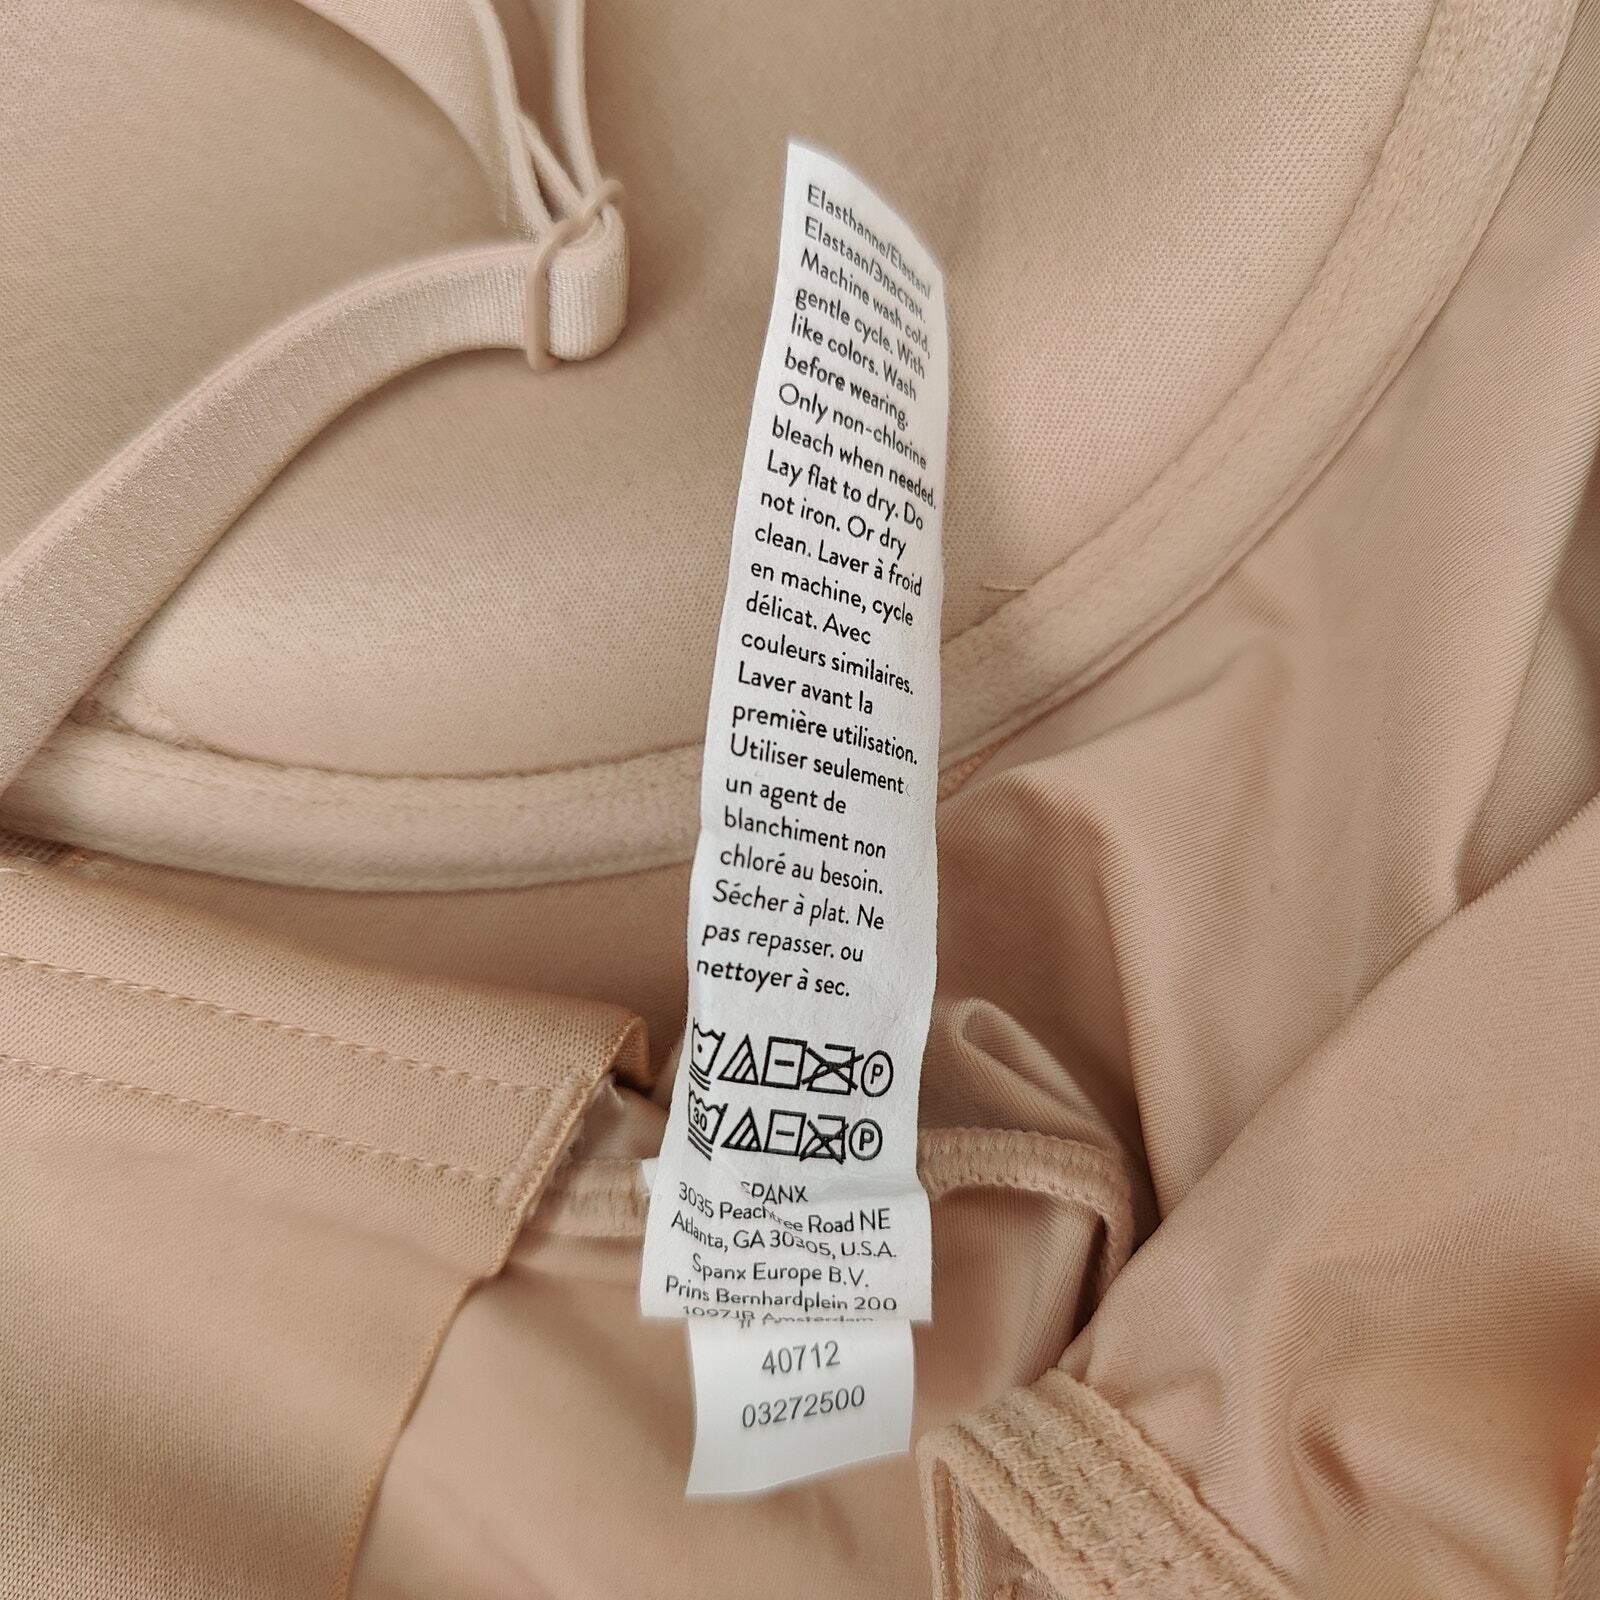 Elasthanne/Elastan/
Elastaan/Эластан.
Machine wash cold,
gentle cycle. With
like colors. Wash
before wearing.
Only non-chlorine
bleach when needed.
Lay flat to dry. Do
not iron. Or dry
clean. Laver à froid
en machine, cycle
délicat. Avec
couleurs similaires.
Laver avant la
première utilisation.
Utiliser seulement
un agent de
blanchiment non
chloré au besoin.
Sécher à plat. Ne
pas repasser. ou
nettoyer à sec.
P
30 P
SPANX
3035 Peachtree Road NE
Atlanta, GA 30305, U.S.A.
Spanx Europe B.V.
Prins Bernhardplein 200
1097JB Amsterdam
40712
03272500